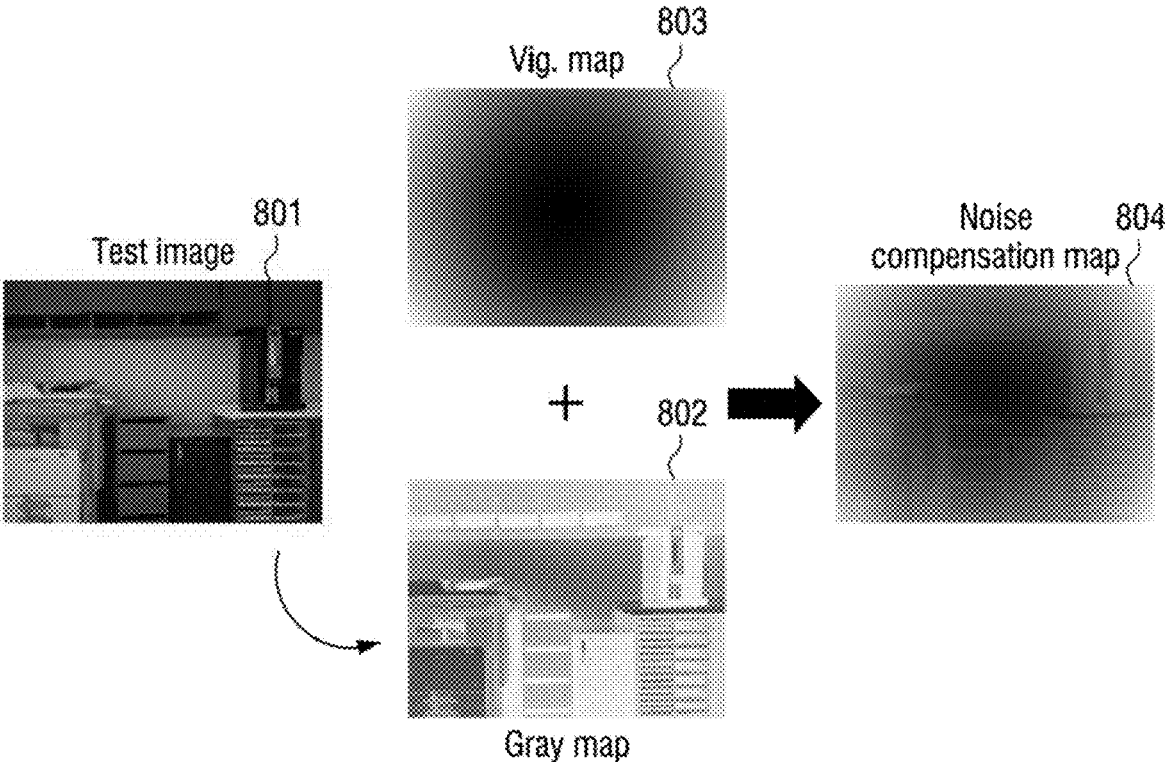 803
Vig. map
801
Test image
Noise 804
compensation map
+
802
Gray map